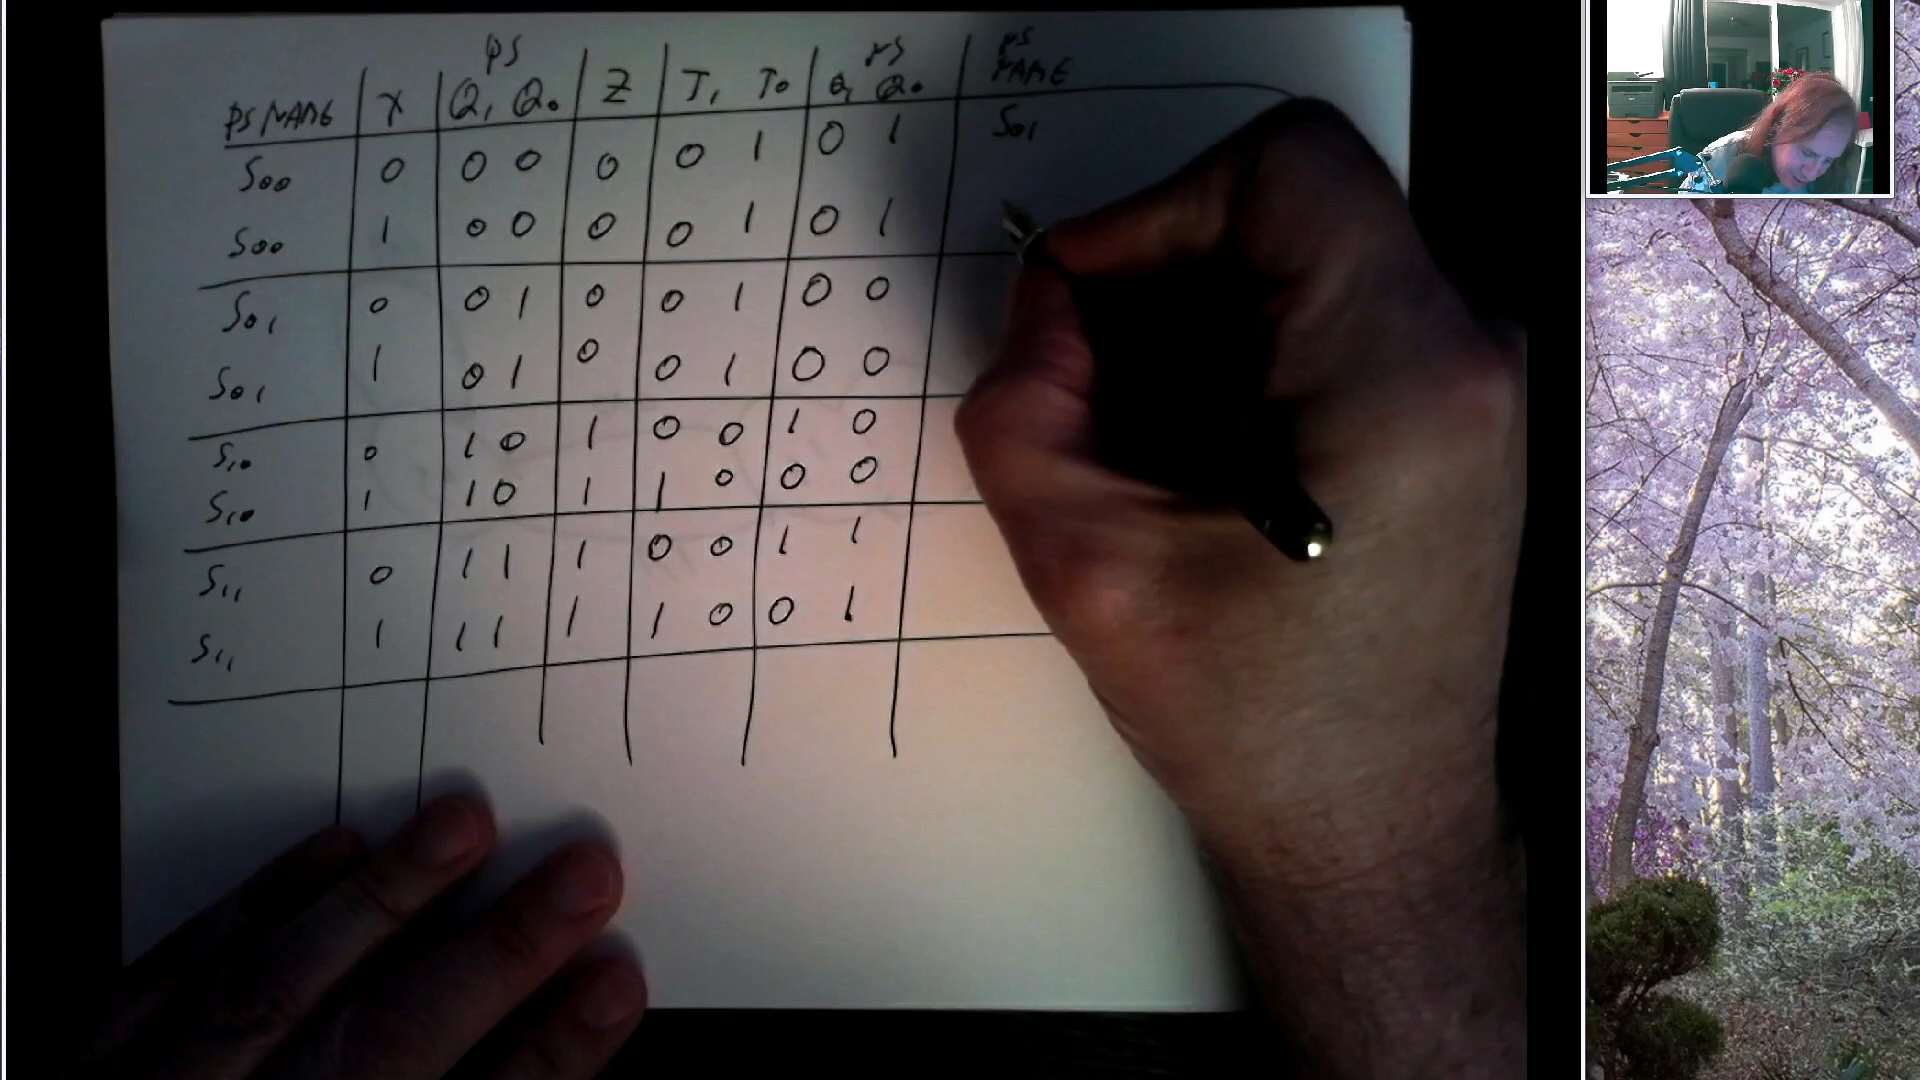 PS NS NS
PS NAME X Q1 Q0 Z T1 T0 Q1 Q0 NAME
S00 0 0 0 0 0 1 0 1 S01
S00 1 0 0 0 0 1 0 1
S01 0 0 1 0 0 1 0 0
S01 1 0 1 0 0 1 0 0
S10 0 1 0 1 0 0 1 0
S10 1 1 0 1 1 0 0 0
S11 0 1 1 1 0 0 1 1
S11 1 1 1 1 1 0 0 1